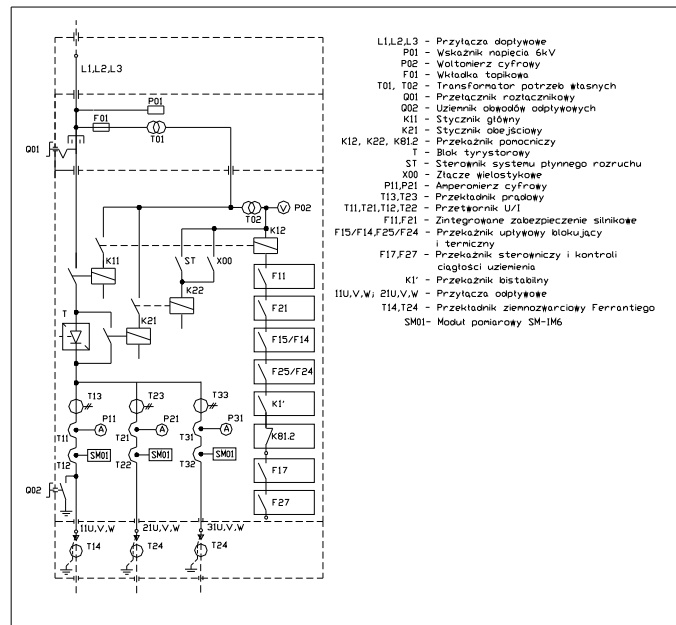 L1,L2,L3
P01
F01
T01
Q01
T02
V
P02
K12
K11
ST
X00
K22
K21
T
F11
F21
F15/F14
F25/F24
K1'
K81.2
F17
F27
T13
T23
T33
P11
P21
P31
A
A
A
T11
T21
T31
SM01
SM01
SM01
T12
T22
T32
Q02
11U,V,W
21U,V,W
31U,V,W
T14
T24
T24
L1,L2,L3 - Przyłącza dopływowe
P01 - Wskaźnik napięcia 6kV
P02 - Woltomierz cyfrowy
F01 - Wkładka topikowa
T01, T02 - Transformator potrzeb własnych
Q01 - Przełącznik rozłącznikowy
Q02 - Uziemnik obwodów odpływowych
K11 - Stycznik główny
K21 - Stycznik obejściowy
K12, K22, K81.2 - Przekaźnik pomocniczy
T - Blok tyrystorowy
ST - Sterownik systemu płynnego rozruchu
X00 - Złącze wielostykowe
P11,P21 - Amperomierz cyfrowy
T13,T23 - Przekładnik prądowy
T11,T21,T12,T22 - Przetwornik U/I
F11,F21 - Zintegrowane zabezpieczenie silnikowe
F15/F14,F25/F24 - Przekaźnik upływowy blokujący
i termiczny
F17,F27 - Przekaźnik sterowniczy i kontroli
ciągłości uziemienia
K1' - Przekaźnik bistabilny
11U,V,W; 21U,V,W - Przyłącza odpływowe
T14,T24 - Przekładnik ziemnozwarciowy Ferrantiego
SM01- Moduł pomiarowy SM-IM6